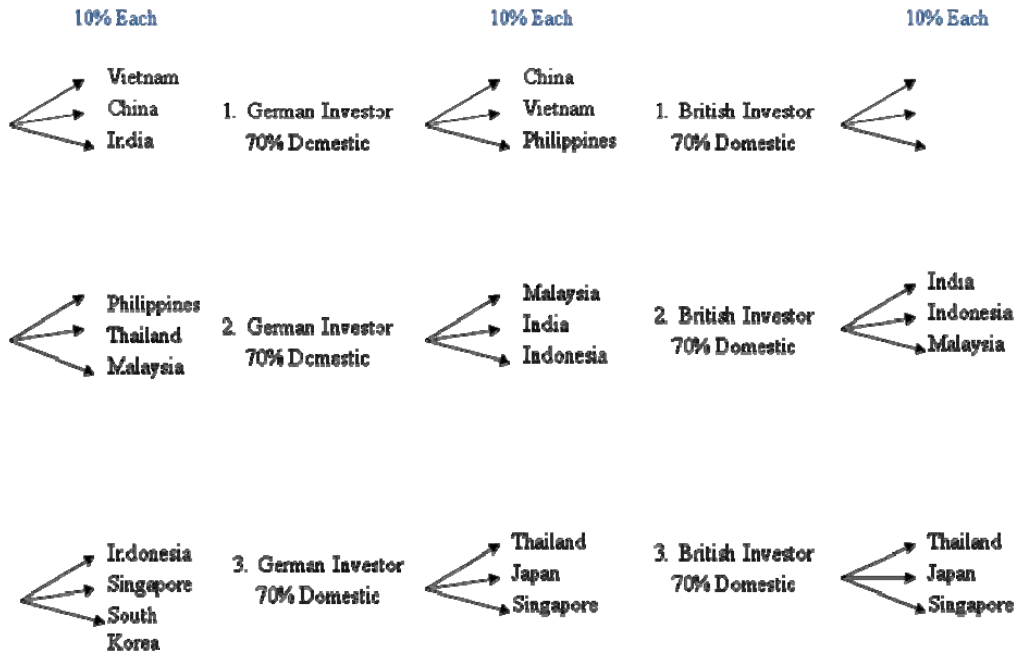 10% Each
10% Each
10% Each
Vietnam
China
India
1. German Investor
70% Domestic
China
Vietnam
Philippines
1. British Investor
70% Domestic
Philippines
Thailand
Malaysia
2. German Investor
70% Domestic
Malaysia
India
Indonesia
2. British Investor
70% Domestic
India
Indonesia
Malaysia
Indonesia
Singapore
South
Korea
3. German Investor
70% Domestic
Thailand
Japan
Singapore
3. British Investor
70% Domestic
Thailand
Japan
Singapore